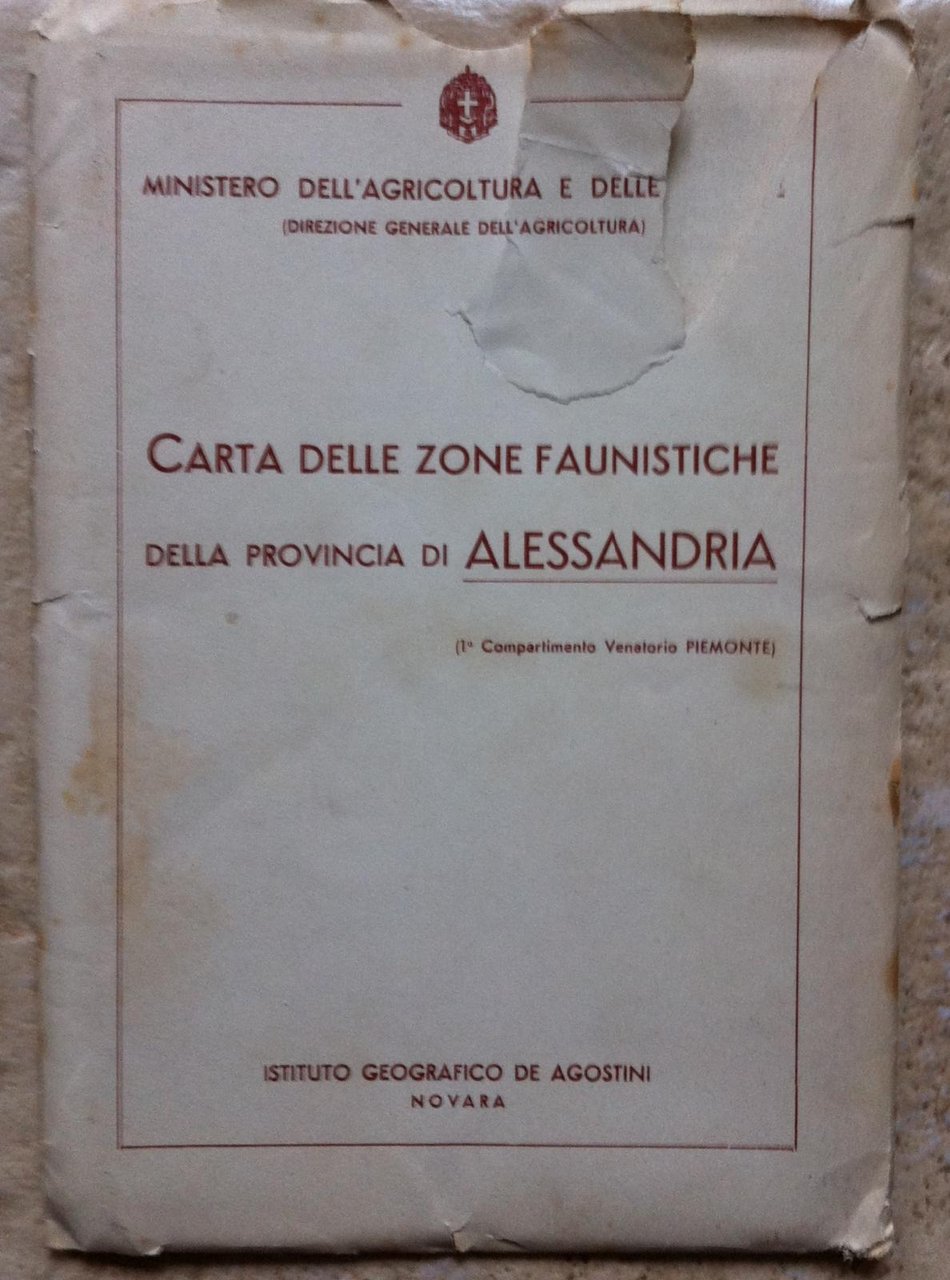 MINISTERO DELL'AGRICOLTURA E DELLE
(DIREZIONE GENERALE DELL'AGRICOLTURA)
CARTA DELLE ZONE FAUNISTICHE
DELLA PROVINCIA DI ALESSANDRIA
(1º Compartimento Venatorio PIEMONTE)
ISTITUTO GEOGRAFICO DE AGOSTINI
NOVARA